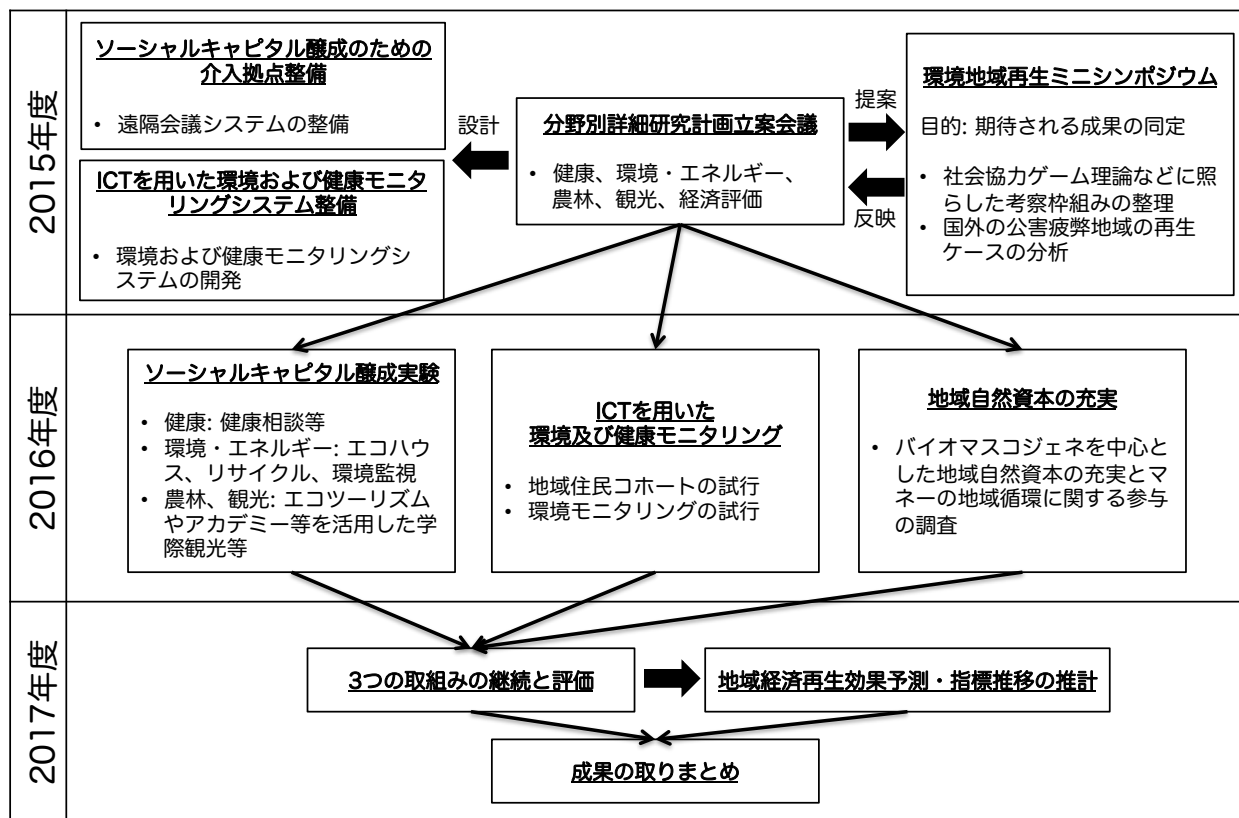 2015年度
ソーシャルキャピタル醸成のための
介入拠点整備
• 遠隔会議システムの整備
ICTを用いた環境および健康モニタ
リングシステム整備
• 環境および健康モニタリングシ
ステムの開発
設計
分野別詳細研究計画立案会議
• 健康、環境・エネルギー、
農林、観光、経済評価
提案
反映
環境地域再生ミニシンポジウム
目的: 期待される成果の同定
• 社会協力ゲーム理論などに照
らした考察枠組みの整理
• 国外の公害疲弊地域の再生
ケースの分析
2016年度
ソーシャルキャピタル醸成実験
• 健康: 健康相談等
• 環境・エネルギー: エコハウ
ス、リサイクル、環境監視
• 農林、観光: エコツーリズム
やアカデミー等を活用した学
際観光等
ICTを用いた
環境及び健康モニタリング
• 地域住民コホートの試行
• 環境モニタリングの試行
地域自然資本の充実
• バイオマスコジェネを中心と
した地域自然資本の充実とマ
ネーの地域循環に関する参与
の調査
2017年度
3つの取組みの継続と評価
地域経済再生効果予測・指標推移の推計
成果の取りまとめ